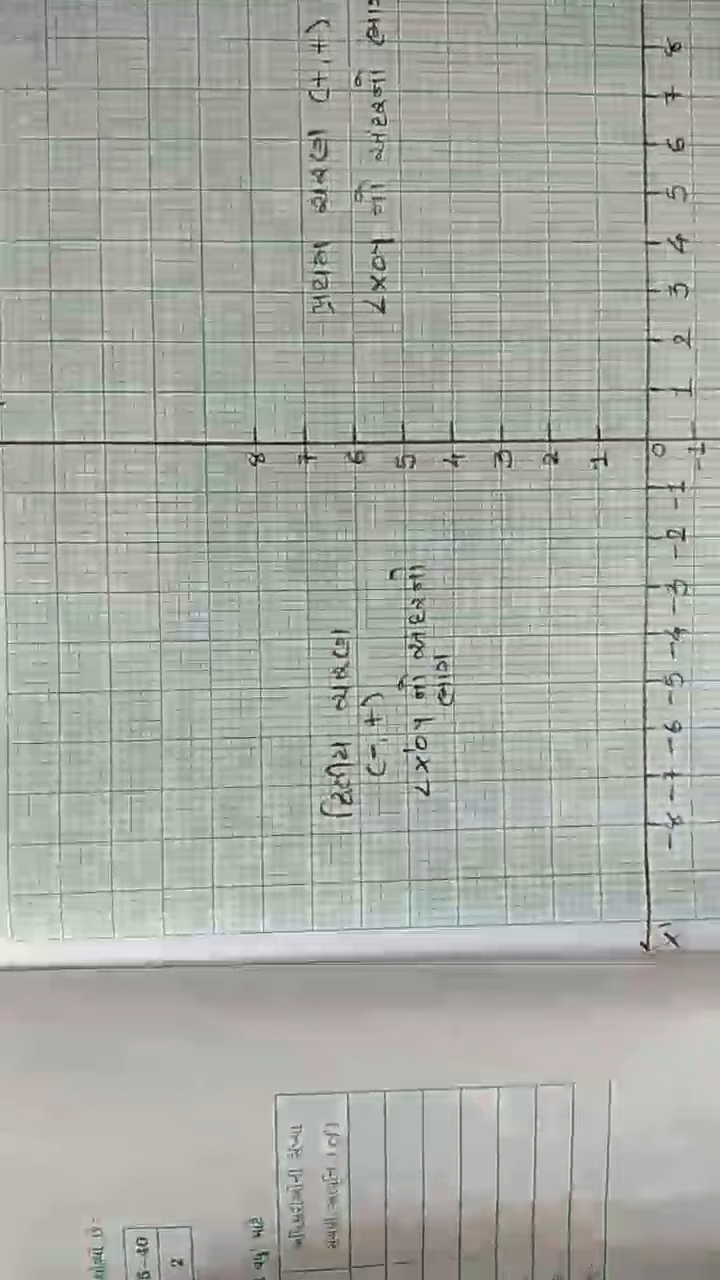 પ્રથમ ચરણ (+,+)
∠XOY ની અંદરનો ભાગ
દ્વિતીય ચરણ
(-,+)
∠X'OY ની અંદરનો
ભાગ
8
7
6
5
4
3
2
1
-8 -7 -6 -5 -4 -3 -2 -1 0 1 2 3 4 5 6 7 8
-1
X'
2